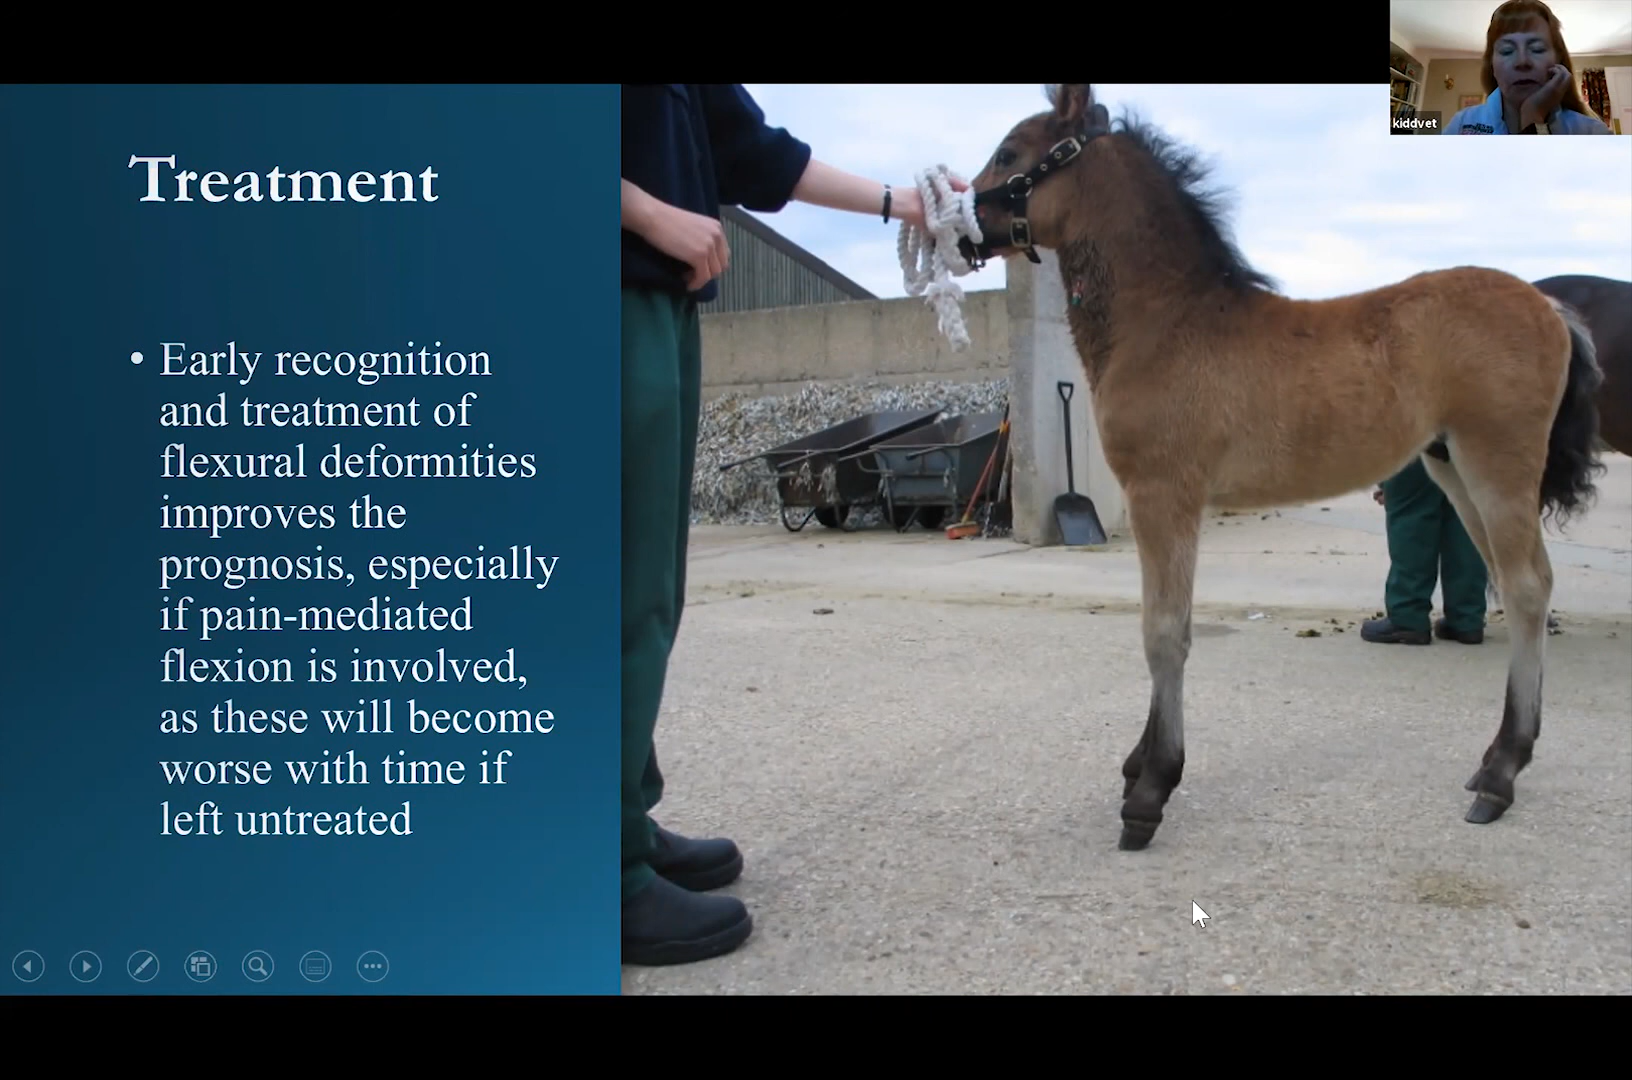 kiddvet
Treatment
• Early recognition
and treatment of
flexural deformities
improves the
prognosis, especially
if pain-mediated
flexion is involved,
as these will become
worse with time if
left untreated